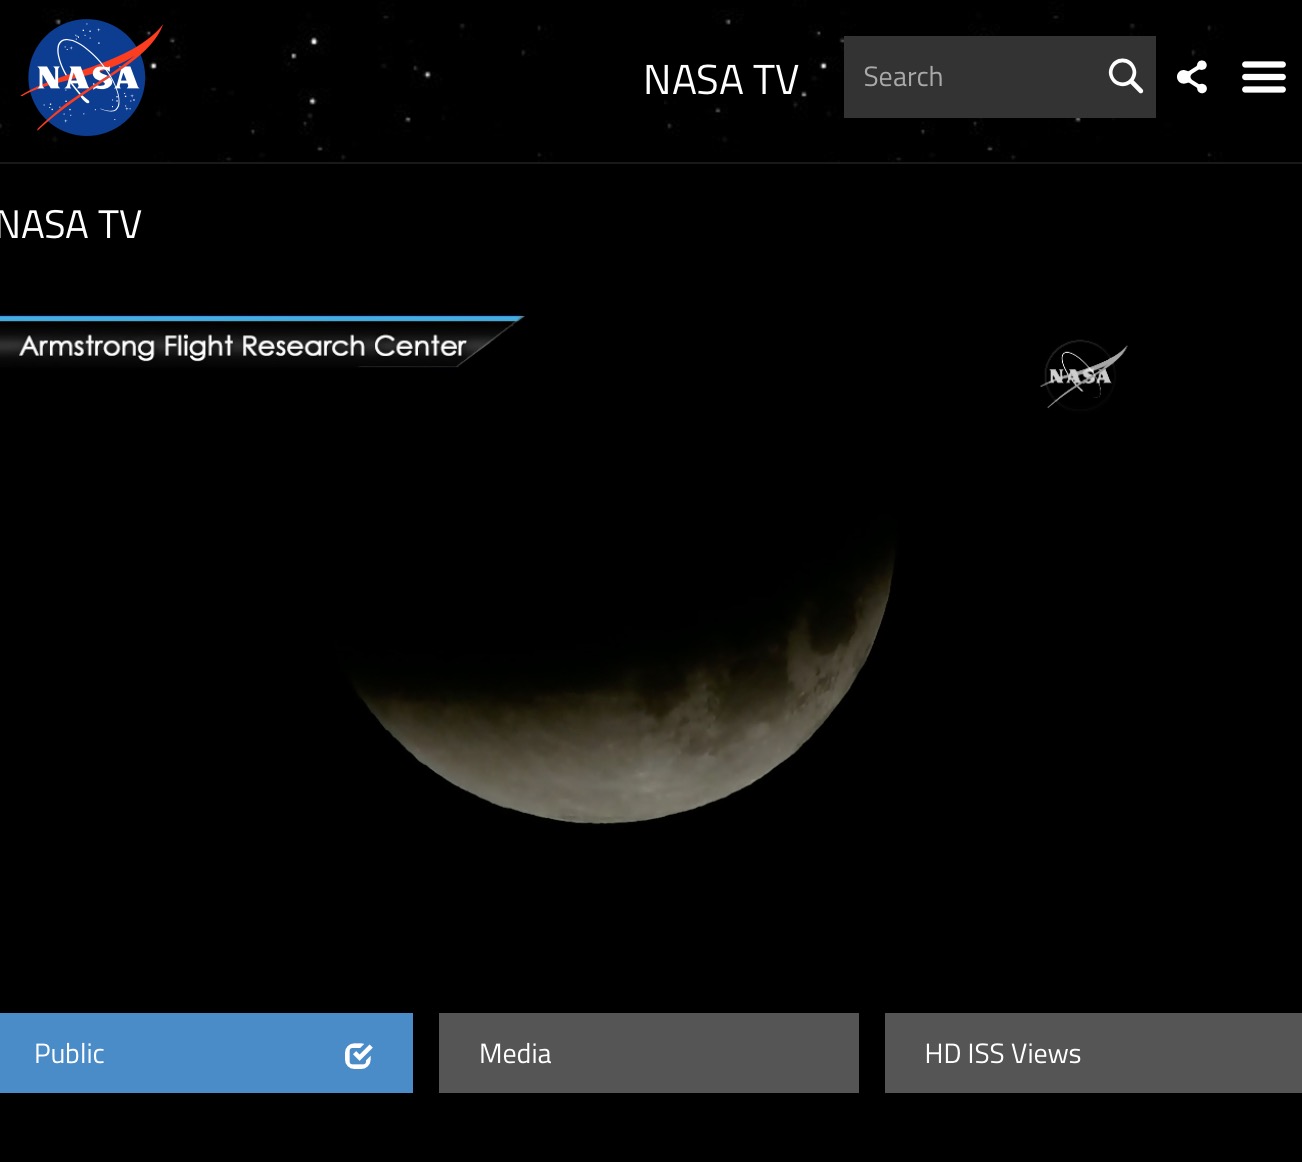 NASA
NASA TV
Search
NASA TV
Armstrong Flight Research Center
NASA
Public
Media
HD ISS Views